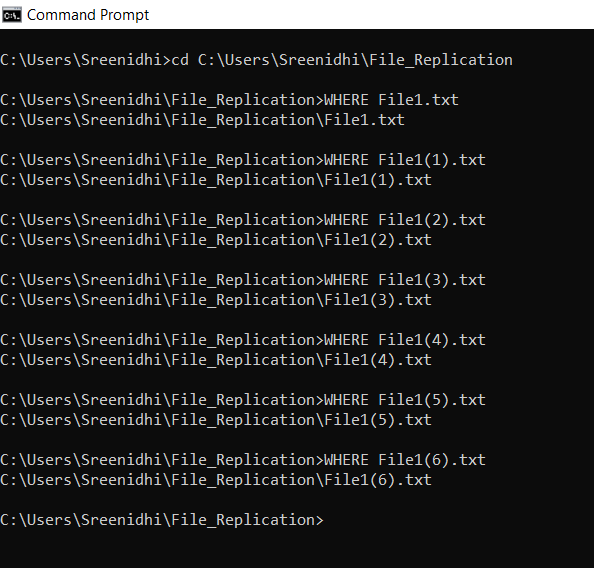 Command Prompt
C:\Users\Sreenidhi>cd C:\Users\Sreenidhi\File_Replication
C:\Users\Sreenidhi\File_Replication>WHERE File1.txt
C:\Users\Sreenidhi\File_Replication\File1.txt
C:\Users\Sreenidhi\File_Replication>WHERE File1(1).txt
C:\Users\Sreenidhi\File_Replication\File1(1).txt
C:\Users\Sreenidhi\File_Replication>WHERE File1(2).txt
C:\Users\Sreenidhi\File_Replication\File1(2).txt
C:\Users\Sreenidhi\File_Replication>WHERE File1(3).txt
C:\Users\Sreenidhi\File_Replication\File1(3).txt
C:\Users\Sreenidhi\File_Replication>WHERE File1(4).txt
C:\Users\Sreenidhi\File_Replication\File1(4).txt
C:\Users\Sreenidhi\File_Replication>WHERE File1(5).txt
C:\Users\Sreenidhi\File_Replication\File1(5).txt
C:\Users\Sreenidhi\File_Replication>WHERE File1(6).txt
C:\Users\Sreenidhi\File_Replication\File1(6).txt
C:\Users\Sreenidhi\File_Replication>